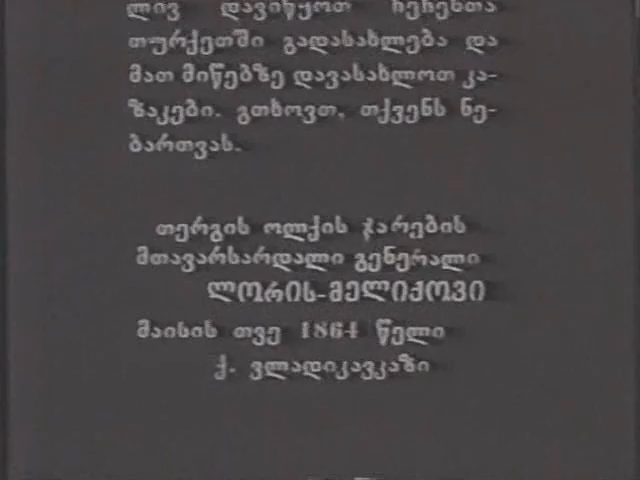 ლივ დავიწყოთ ჩეჩენთა
თურქეთში გადასახლება და
მათ მიწებზე დავასახლოთ კა-
ზაკები. გთხოვთ, თქვენს ნე-
ბართვას.
თერგის ოლქის ჯარების
მთავარსარდალი გენერალი
ლორის-მელიქოვი
მაისის თვე 1864 წელი
ქ. ვლადიკავკაზი